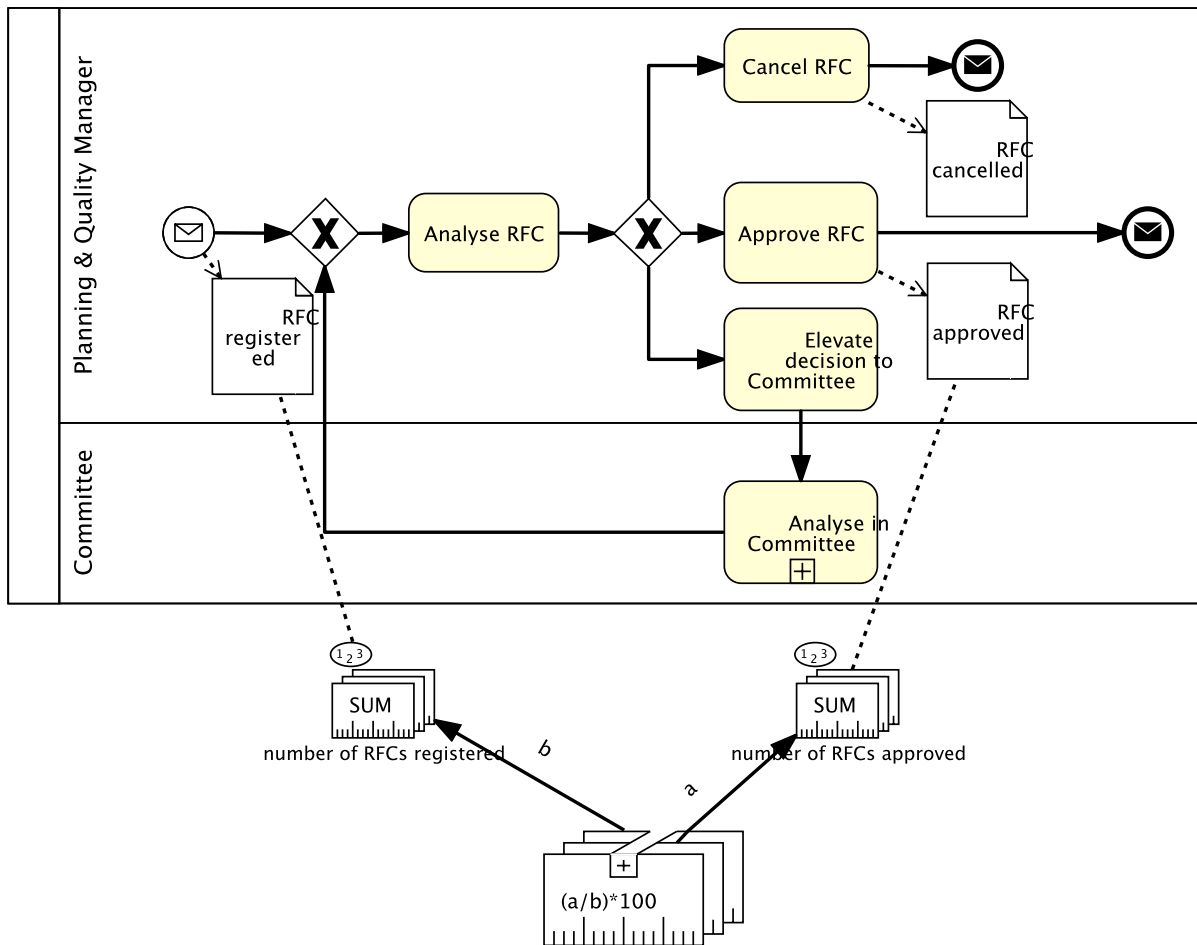 Planning & Quality Manager
Cancel RFC
RFC
cancelled
X
Analyse RFC
X
Approve RFC
RFC
register
ed
RFC
approved
Elevate
decision to
Committee
Committee
Analyse in
Committee
1 2 3
SUM
number of RFCs registered
1 2 3
SUM
number of RFCs approved
b
a
(a/b)*100